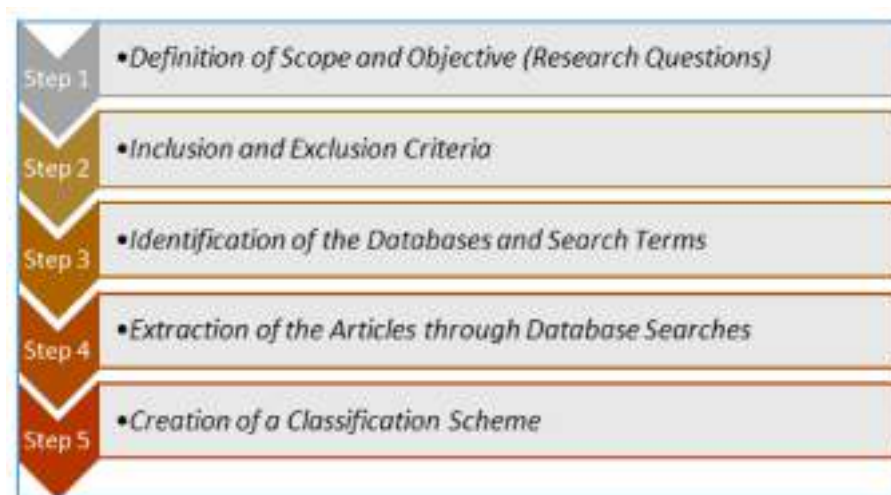 Step 1
•Definition of Scope and Objective (Research Questions)
Step 2
•Inclusion and Exclusion Criteria
Step 3
•Identification of the Databases and Search Terms
Step 4
•Extraction of the Articles through Database Searches
Step 5
•Creation of a Classification Scheme